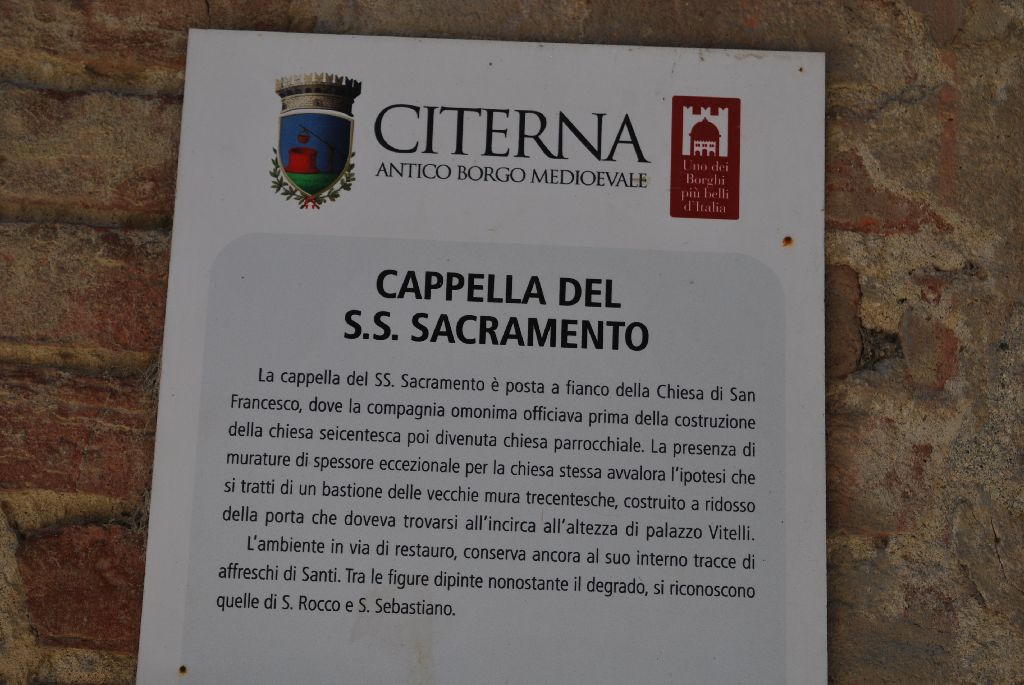 CITERNA
ANTICO BORGO MEDIOEVALE
Uno dei
Borghi
più belli
d'Italia
CAPPELLA DEL
S.S. SACRAMENTO
La cappella del SS. Sacramento è posta a fianco della Chiesa di San
Francesco, dove la compagnia omonima officiava prima della costruzione
della chiesa seicentesca poi divenuta chiesa parrocchiale. La presenza di
murature di spessore eccezionale per la chiesa stessa avvalora l'ipotesi che
si tratti di un bastione delle vecchie mura trecentesche, costruito a ridosso
della porta che doveva trovarsi all'incirca all'altezza di palazzo Vitelli.
L'ambiente in via di restauro, conserva ancora al suo interno tracce di
affreschi di Santi. Tra le figure dipinte nonostante il degrado, si riconoscono
quelle di S. Rocco e S. Sebastiano.